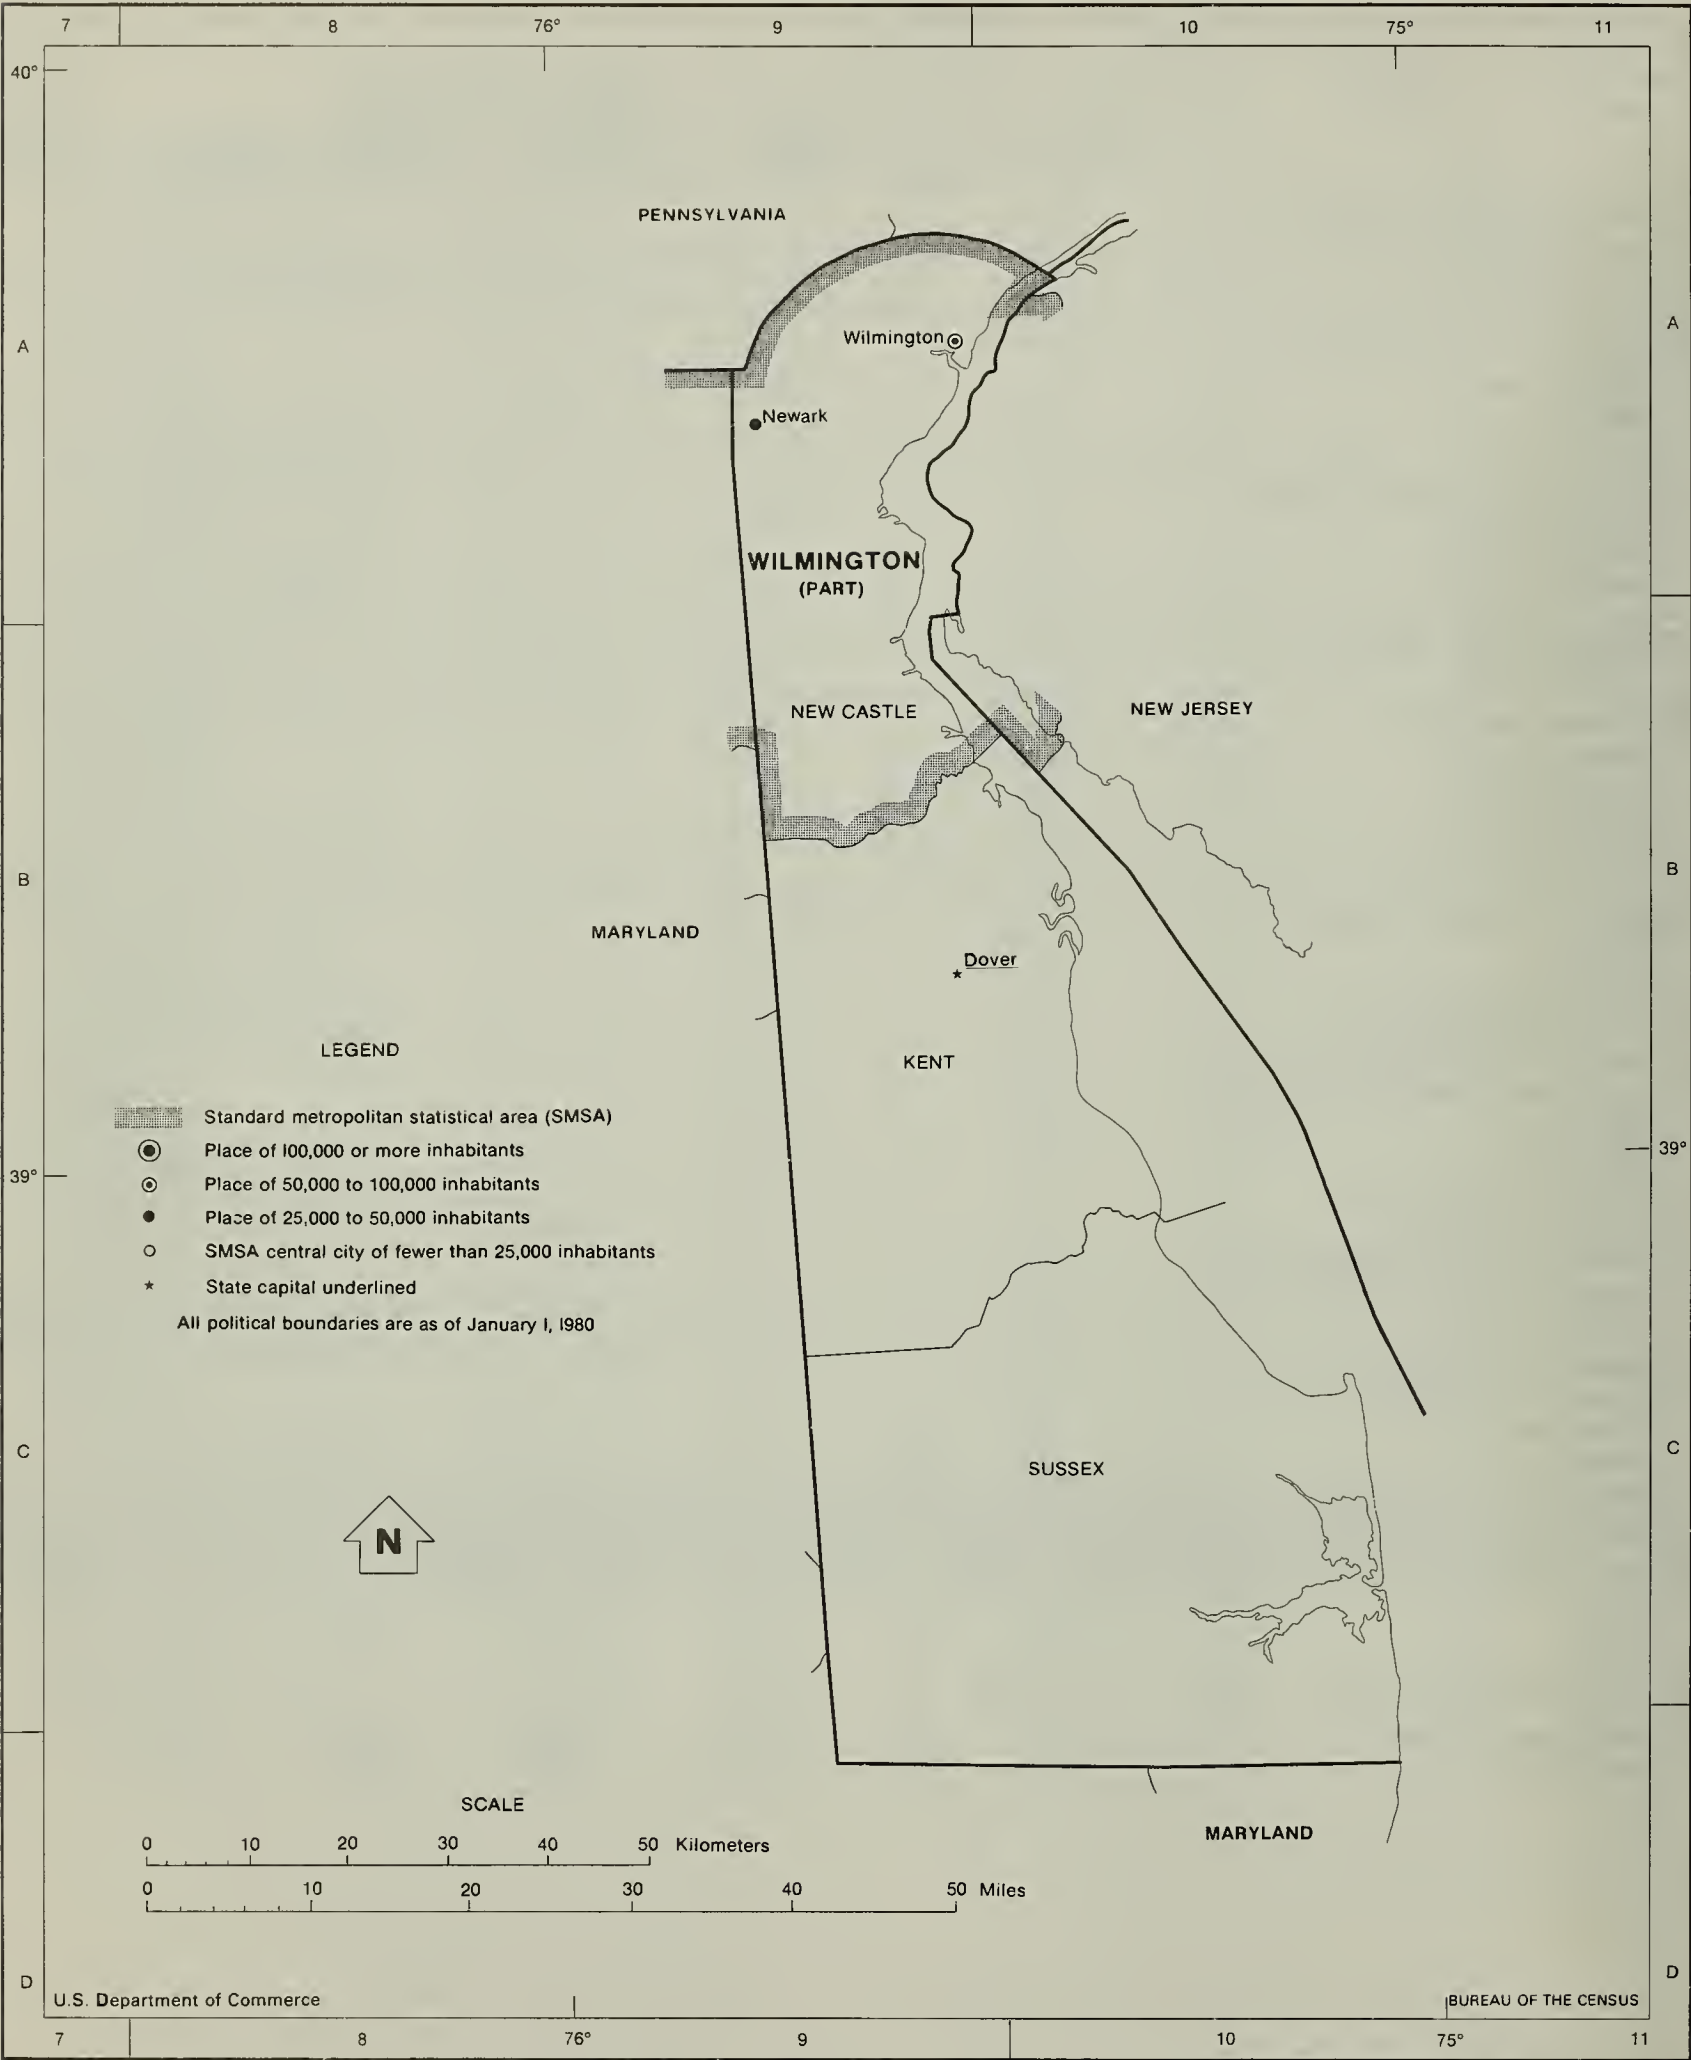 7 8 76° 9 10 75° 11
40°
PENNSYLVANIA
A Wilmington A
Newark
WILMINGTON
(PART)
NEW CASTLE NEW JERSEY
B B
MARYLAND
Dover
LEGEND
KENT
Standard metropolitan statistical area (SMSA)
Place of 100,000 or more inhabitants
39° 39°
Place of 50,000 to 100,000 inhabitants
Place of 25,000 to 50,000 inhabitants
SMSA central city of fewer than 25,000 inhabitants
State capital underlined
All political boundaries are as of January 1, 1980
C C
SUSSEX
N
SCALE
MARYLAND
0 10 20 30 40 50 Kilometers
0 10 20 30 40 50 Miles
D D
U.S. Department of Commerce BUREAU OF THE CENSUS
7 8 76° 9 10 75° 11